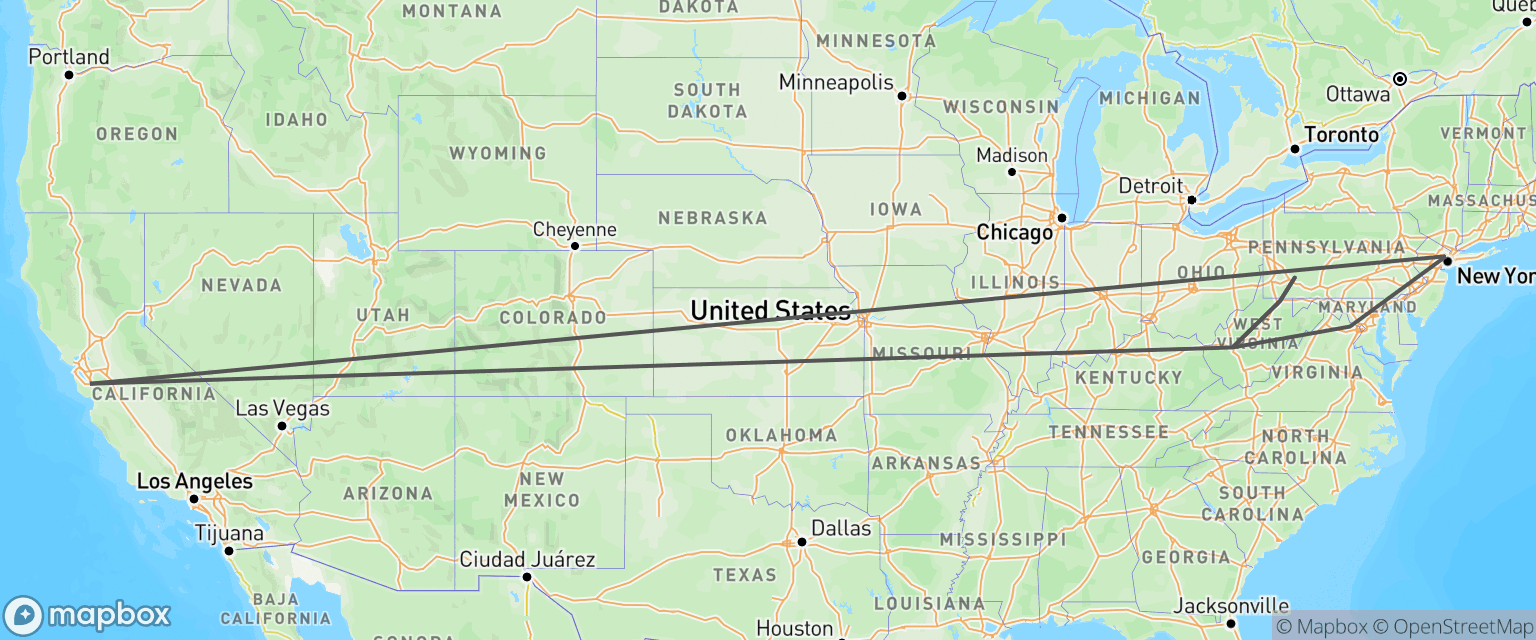 MONTANA
DAKOTA
Portland
MINNESOTA
Minneapolis
SOUTH
DAKOTA
WISCONSIN
MICHIGAN
Ottawa
OREGON
IDAHO
Toronto
VERMONT
WYOMING
Madison
Detroit
IOWA
MASSACHUS
NEBRASKA
Cheyenne
Chicago
PENNSYLVANIA
NEVADA
ILLINOIS
OHIO
New Yor
UTAH
COLORADO
United States
MARYLAND
WEST
VIRGINIA
MISSOURI
CALIFORNIA
KENTUCKY
VIRGINIA
Las Vegas
OKLAHOMA
TENNESSEE
NORTH
CAROLINA
Los Angeles
ARIZONA
NEW
MEXICO
ARKANSAS
SOUTH
CAROLINA
Tijuana
Dallas
MISSISSIPPI
GEORGIA
Ciudad Juárez
TEXAS
BAJA
CALIFORNIA
LOUISIANA
Jacksonville
mapbox
Houston
© Mapbox © OpenStreetMap